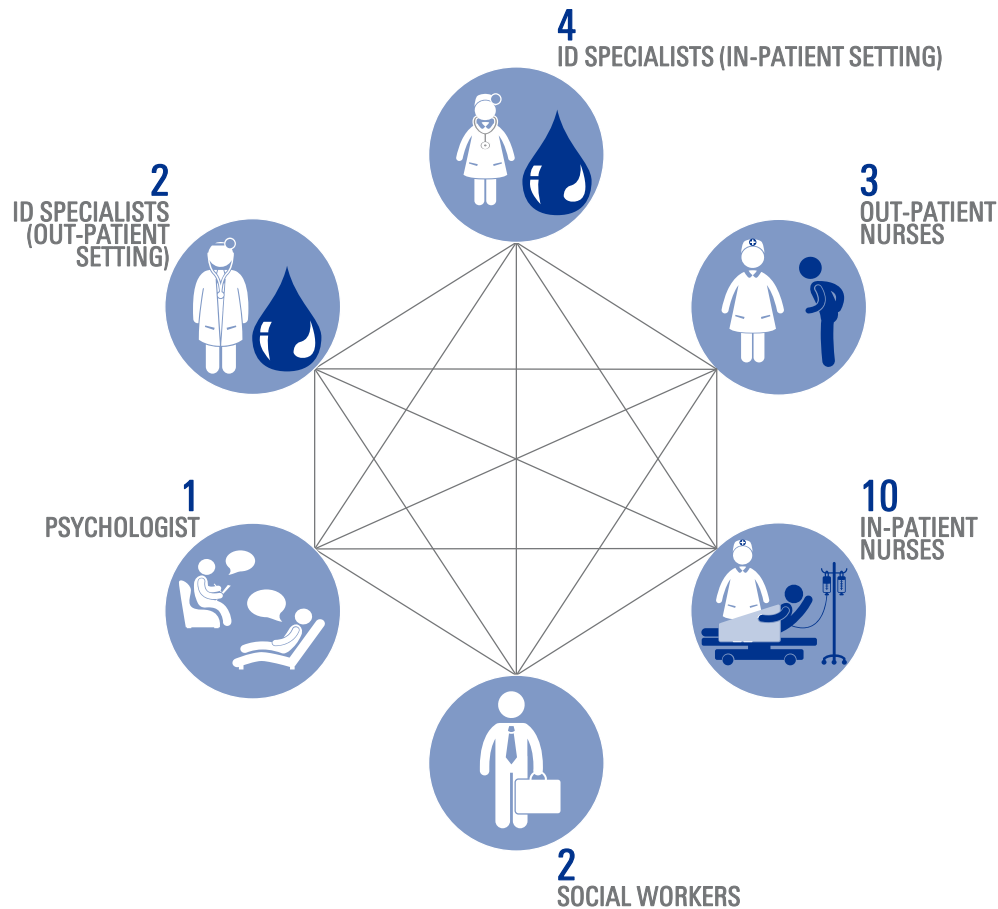 4
ID SPECIALISTS (IN-PATIENT SETTING)
2
ID SPECIALISTS
(OUT-PATIENT
SETTING)
3
OUT-PATIENT
NURSES
1
PSYCHOLOGIST
10
IN-PATIENT
NURSES
2
SOCIAL WORKERS